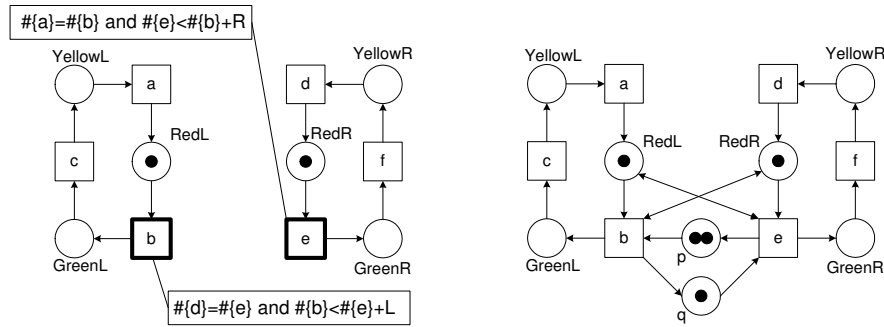 #{a}=#{b} and #{e}<#{b}+R
YellowL
YellowR
a
d
RedL
RedR
c
f
b
e
GreenL
GreenR
#{d}=#{e} and #{b}<#{e}+L
YellowL
YellowR
a
d
RedL
RedR
c
f
b
e
p
GreenL
GreenR
q